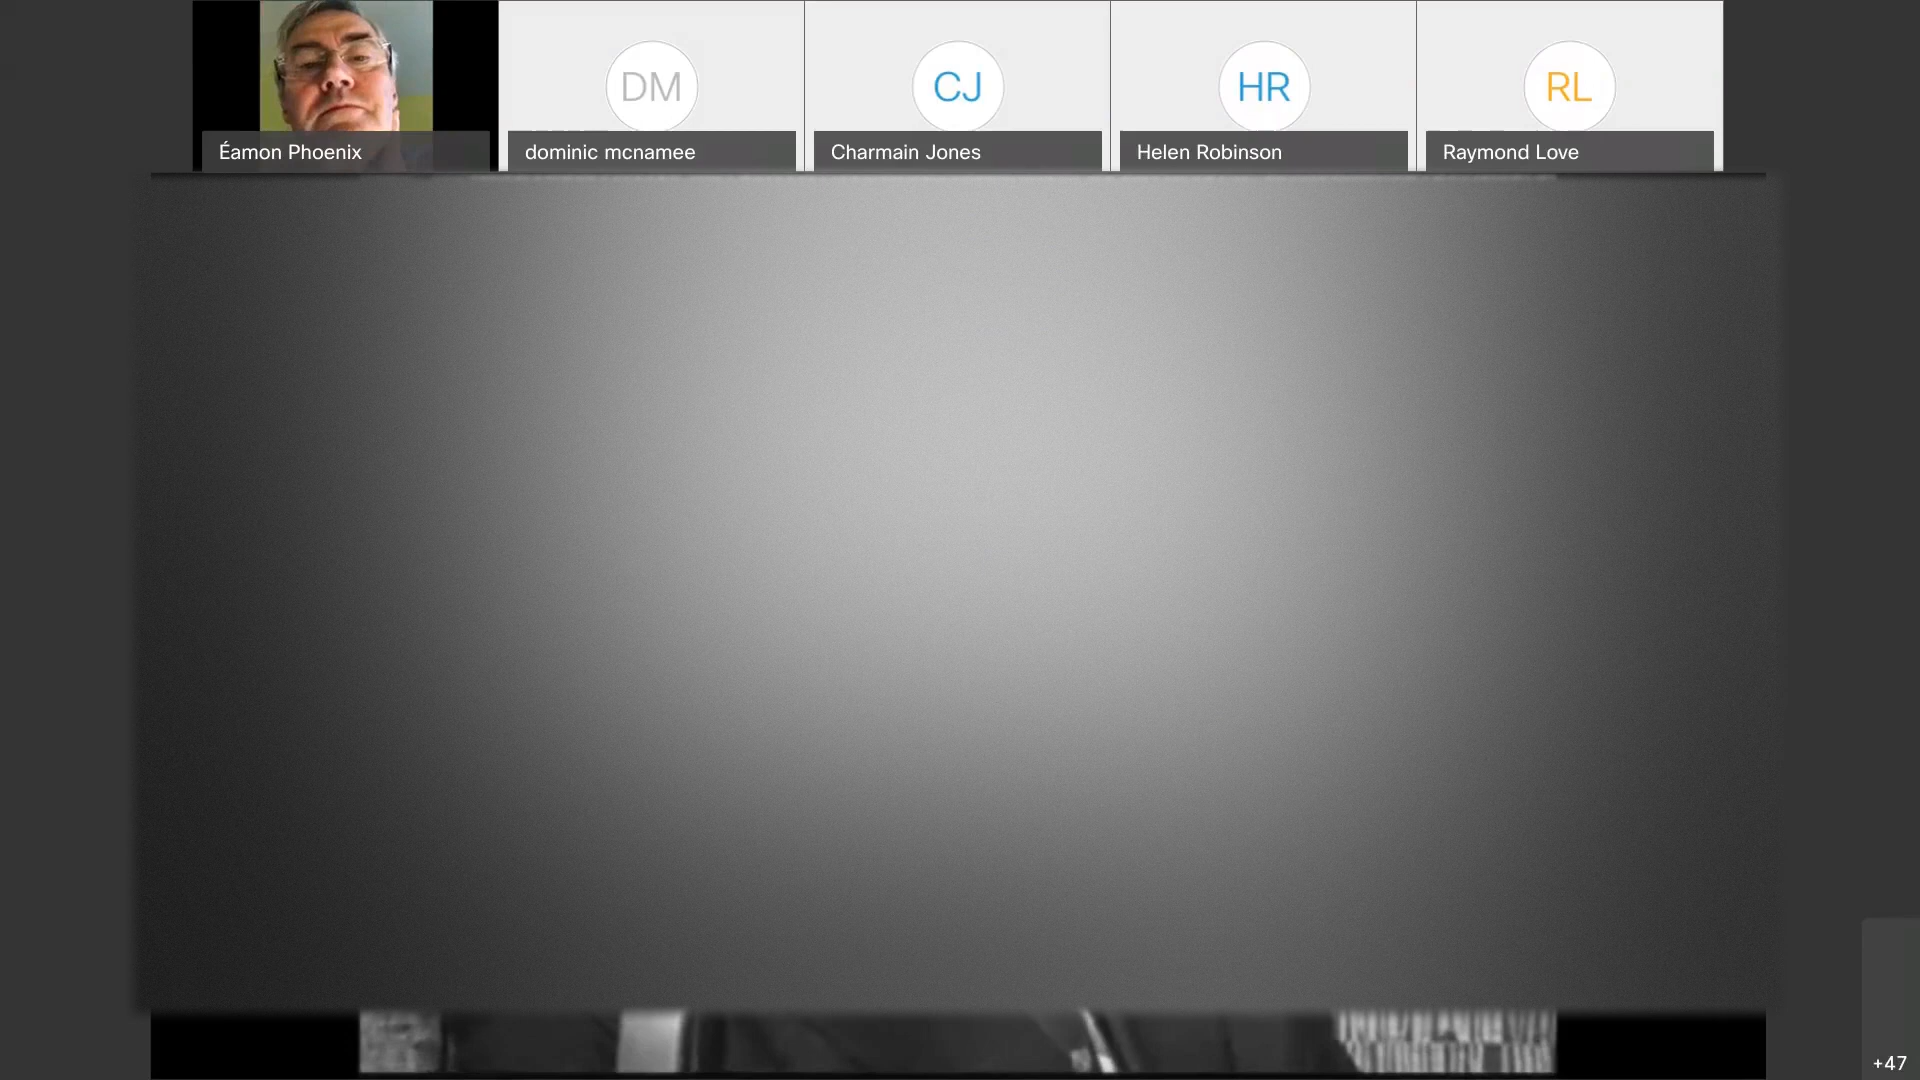 DM
CJ
HR
RL
Éamon Phoenix
dominic mcnamee
Charmain Jones
Helen Robinson
Raymond Love
+47